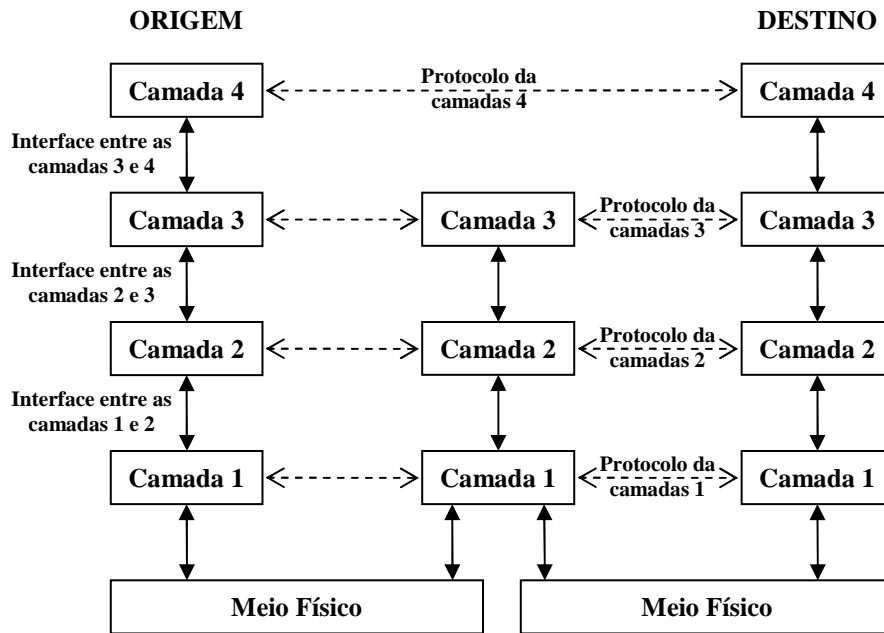 ORIGEM
DESTINO
Camada 4
Protocolo da
camadas 4
Camada 4
Interface entre as
camadas 3 e 4
Camada 3
Camada 3
Protocolo da
camadas 3
Camada 3
Interface entre as
camadas 2 e 3
Camada 2
Camada 2
Protocolo da
camadas 2
Camada 2
Interface entre as
camadas 1 e 2
Camada 1
Camada 1
Protocolo da
camadas 1
Camada 1
Meio Físico
Meio Físico